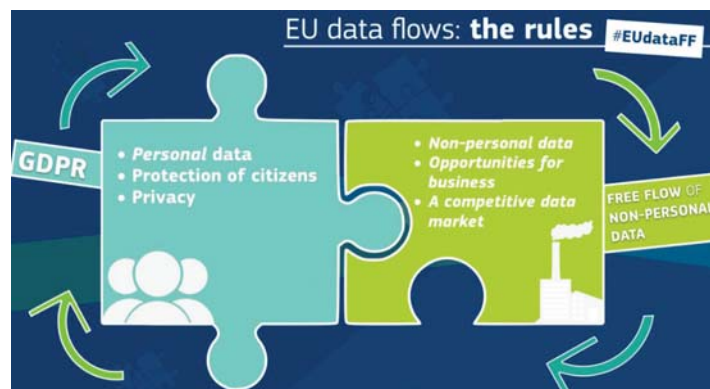 EU data flows: the rules
#EUdataFF
GDPR
• Personal data
• Protection of citizens
• Privacy
• Non-personal data
• Opportunities for
business
• A competitive data
market
FREE FLOW OF
NON-PERSONAL
DATA